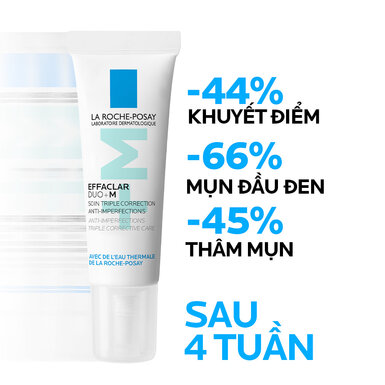 LA ROCHE-POSAY
LABORATOIRE DERMATOLOGIQUE
M
EFFACLAR
DUO+M
SOIN TRIPLE CORRECTION
ANTI-IMPERFECTIONS
ANTI-IMPERFECTIONS
TRIPLE CORRECTIVE CARE
AVEC DE L'EAU THERMALE
DE LA ROCHE-POSAY
-44%
KHUYẾT ĐIỂM
-66%
MỤN ĐẦU ĐEN
-45%
THÂM MỤN
SAU
4 TUẦN